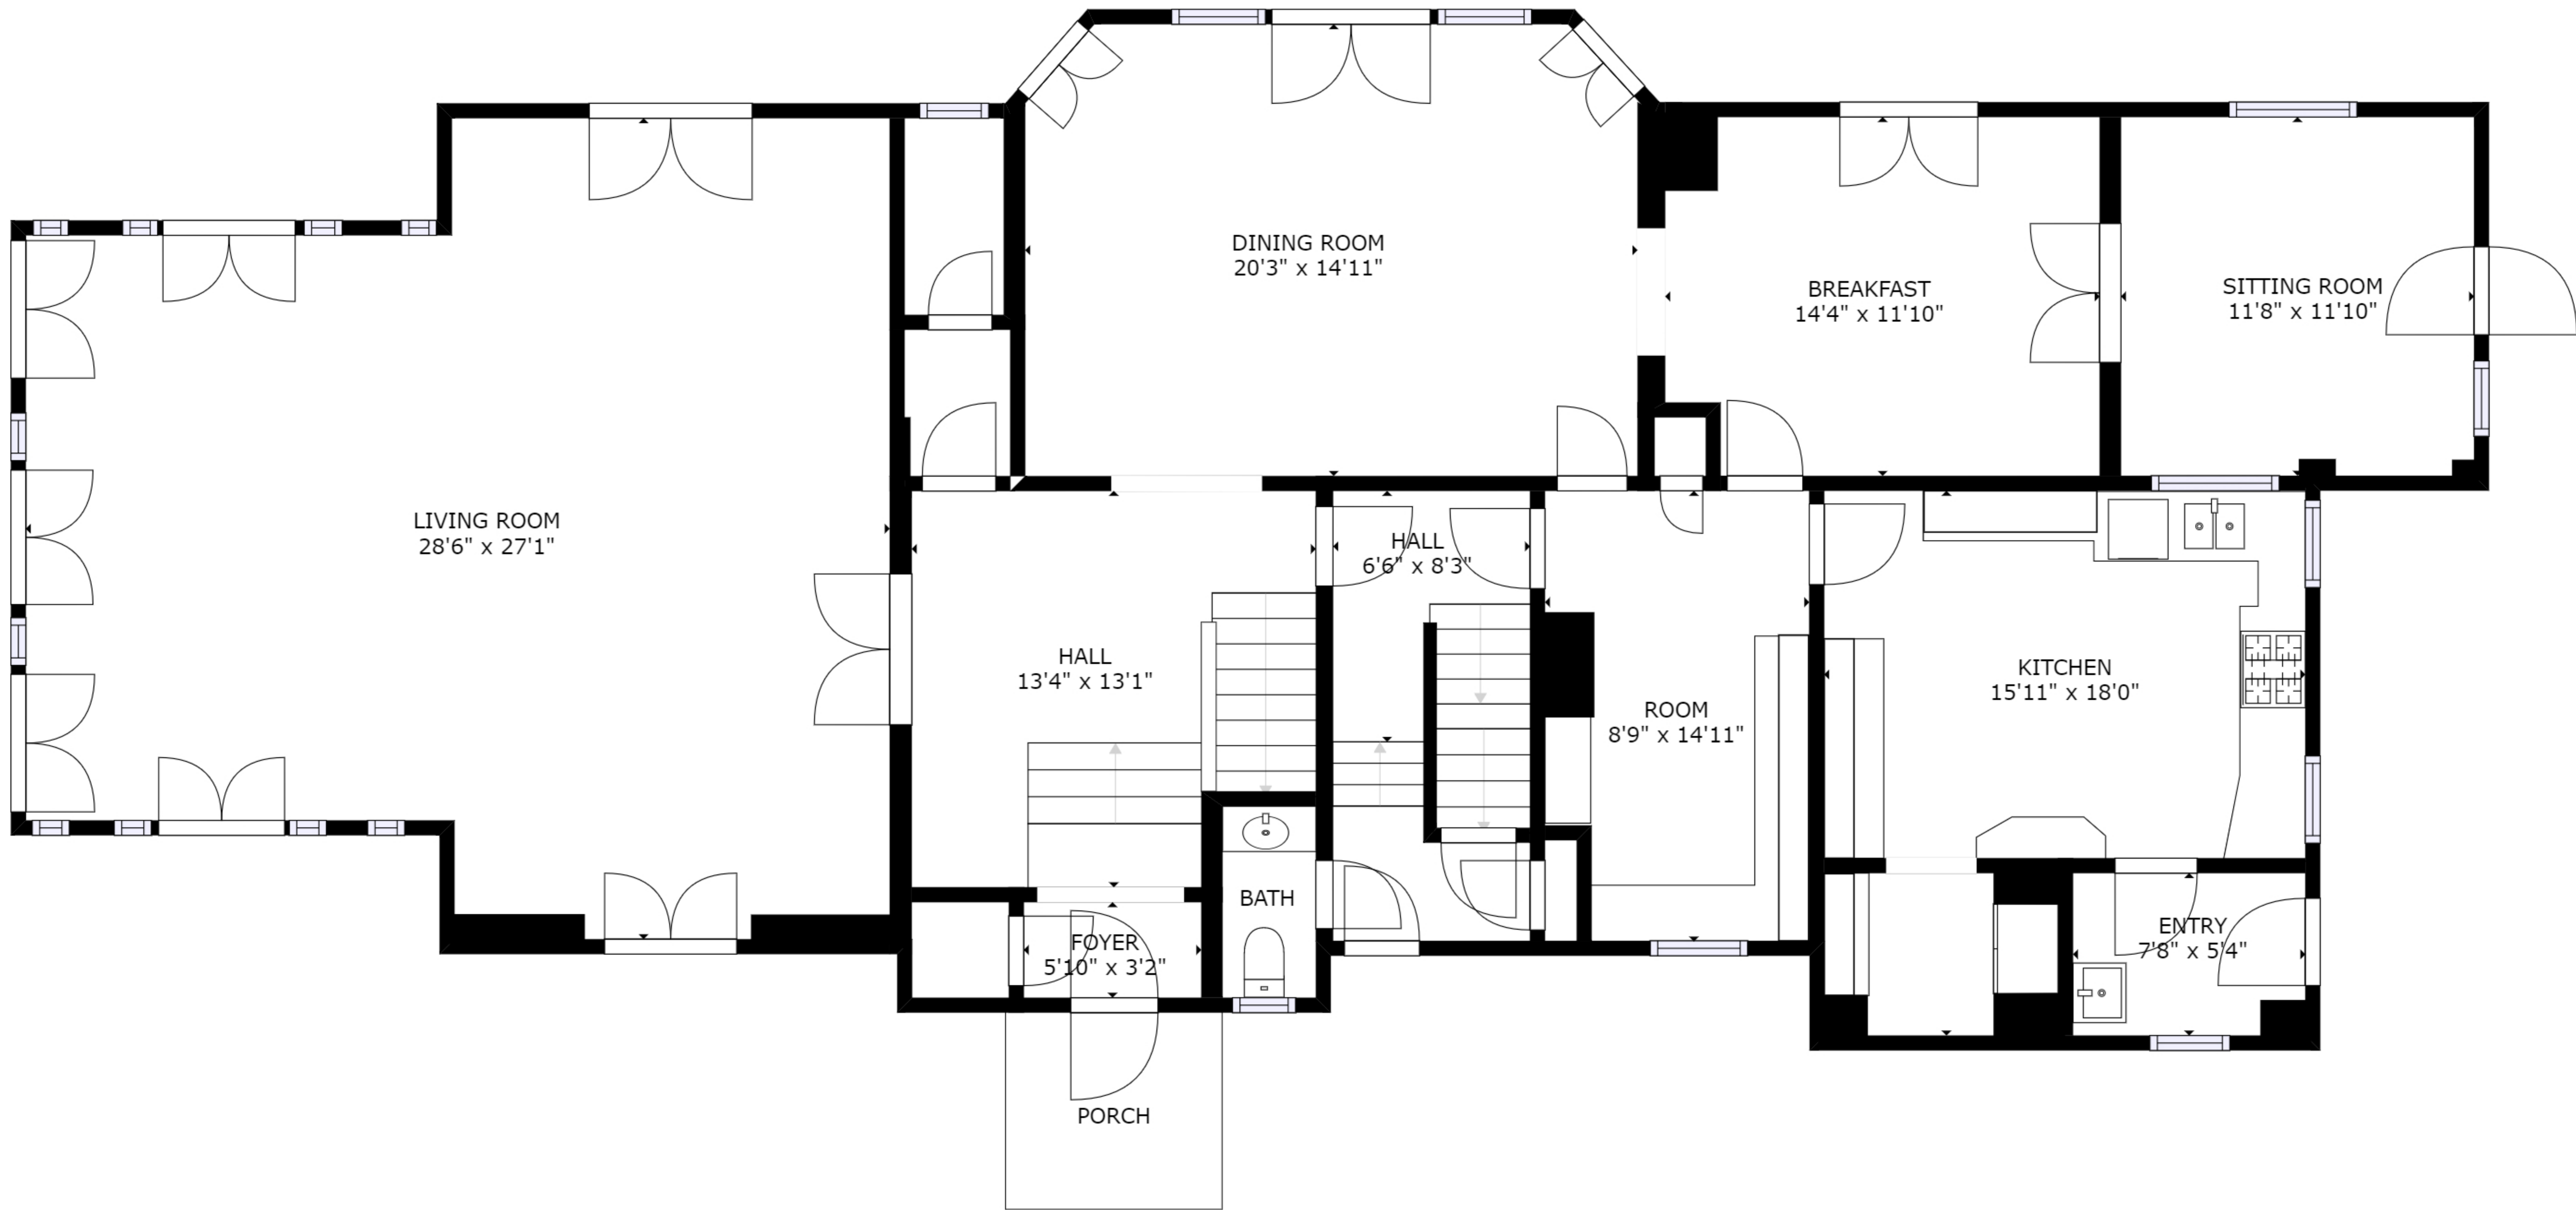 DINING ROOM
20'3" x 14'11"
BREAKFAST
14'4" x 11'10"
SITTING ROOM
11'8" x 11'10"
LIVING ROOM
28'6" x 27'1"
HALL
6'6" x 8'3"
HALL
13'4" x 13'1"
ROOM
8'9" x 14'11"
KITCHEN
15'11" x 18'0"
BATH
FOYER
5'10" x 3'2"
ENTRY
7'8" x 5'4"
PORCH